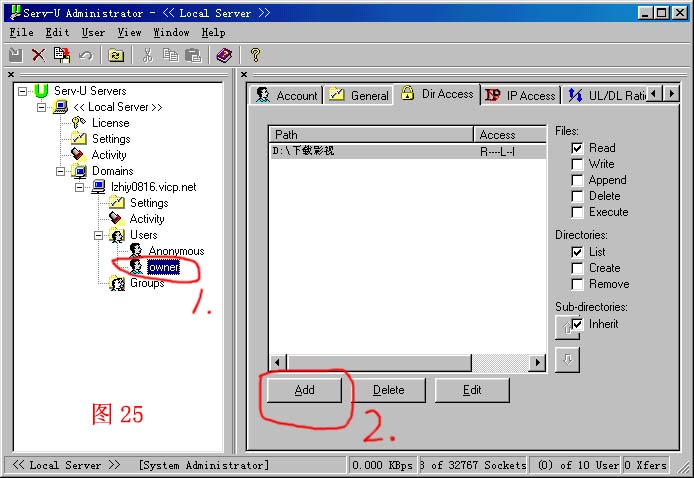 Serv-U Administrator - << Local Server >>
File Edit User View Window Help
Serv-U Servers
<< Local Server >>
License
Settings
Activity
Domains
lzhiy0816.vicp.net
Settings
Activity
Users
Anonymous
owner
Groups
1.
图 25
Account General Dir Access IP Access UL/DL Ratio
Path Access
D:\下载影视 R----L--I
Files:
Read
Write
Append
Delete
Execute
Directories:
List
Create
Remove
Sub-directories:
Inherit
Add Delete Edit
2.
<< Local Server >> [System Administrator] 0.000 KBps 3 of 32767 Sockets (0) of 10 User 0 Xfers